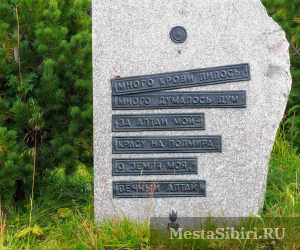 МНОГО КРОВИ ЛИЛОСЬ,
МНОГО ДУМАЛОСЬ ДУМ
ЗА АЛТАЙ МОЙ-
КРАСУ НА ПОЛМИРА.
Ю ЗЕМЛЯ МОЯ,
ВЕЧНЫЙ АЛТАЙ!
MestaSibiri.RU